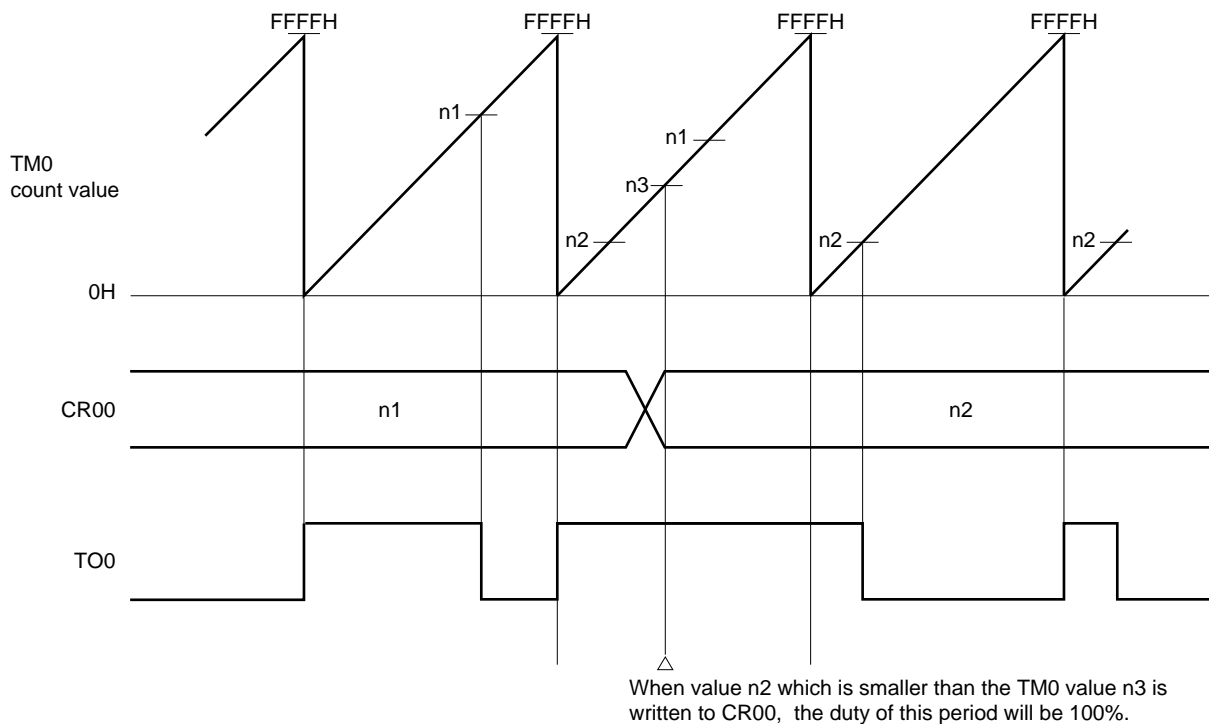 FFFFH FFFFH FFFFH FFFFH
n1
n1
TM0
count value
n3
n2 n2 n2
0H
CR00 n1 n2
TO0
When value n2 which is smaller than the TM0 value n3 is
written to CR00, the duty of this period will be 100%.